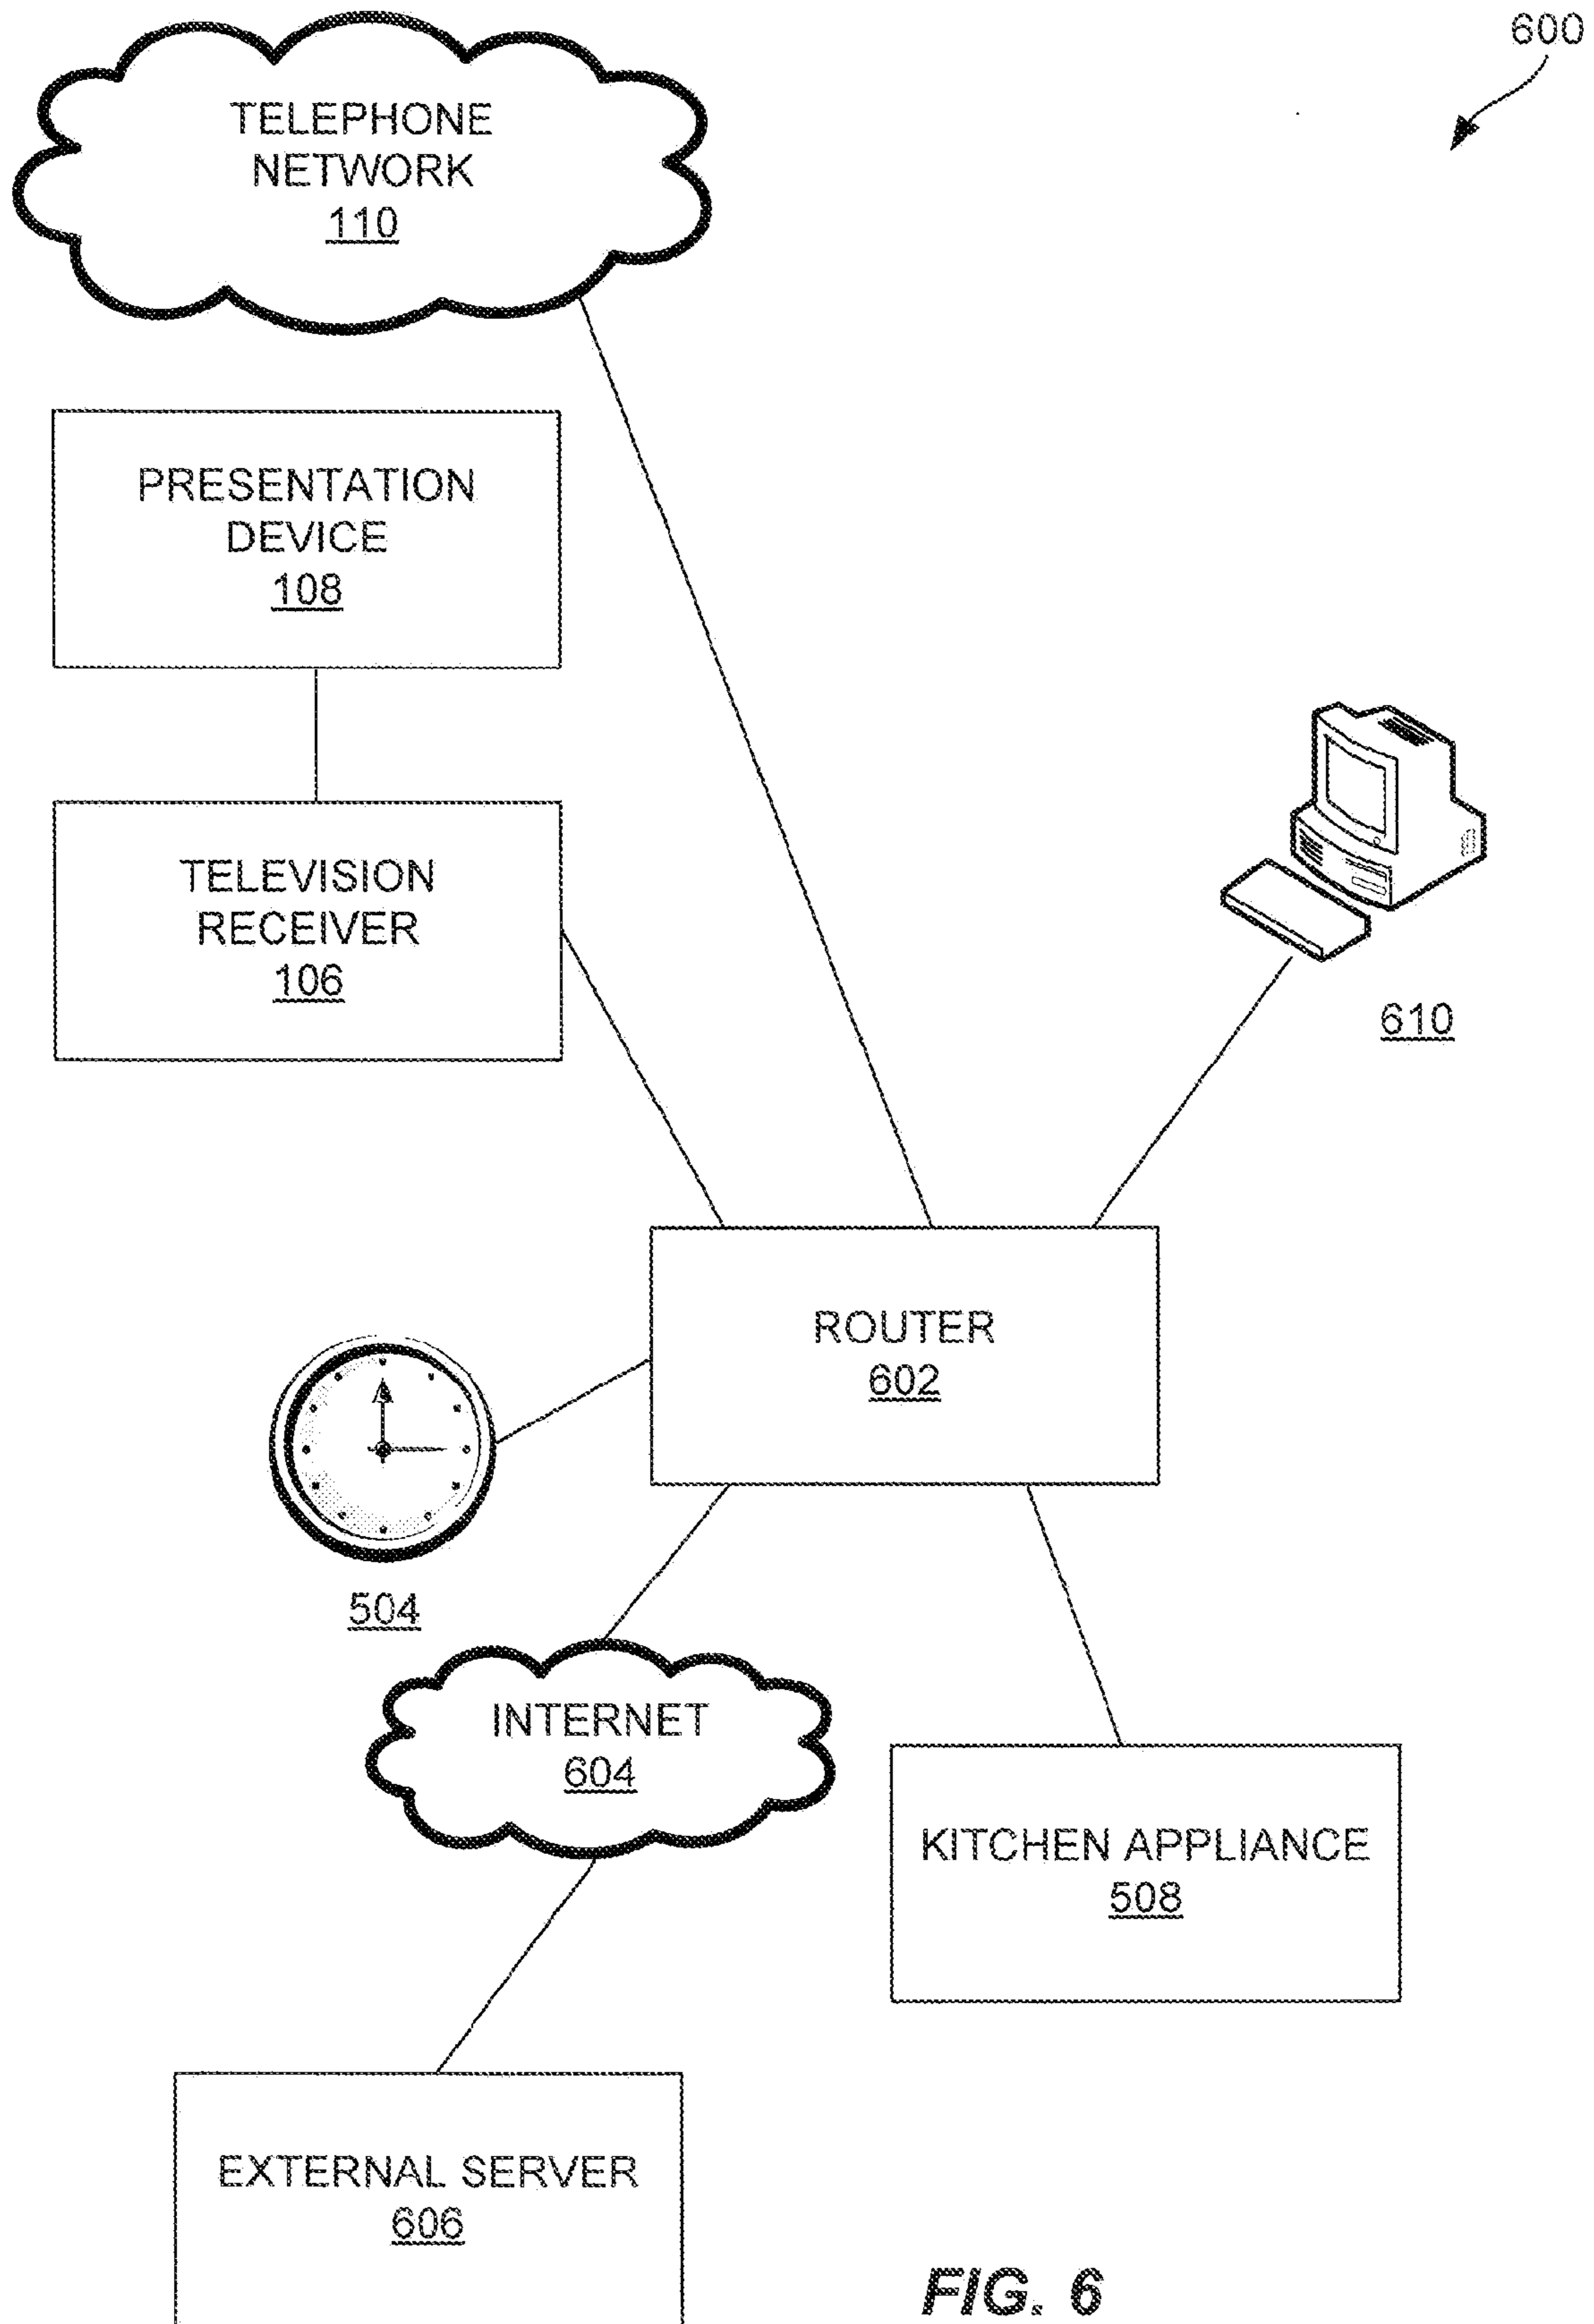 600
TELEPHONE
NETWORK
110
PRESENTATION
DEVICE
108
TELEVISION
RECEIVER
106
610
ROUTER
602
504
INTERNET
604
KITCHEN APPLIANCE
508
EXTERNAL SERVER
606
FIG. 6